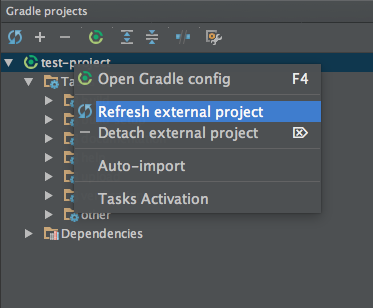 Gradle projects
test-project
Open Gradle config F4
Ta
Refresh external project
Detach external project
Auto-import
Tasks Activation
other
Dependencies